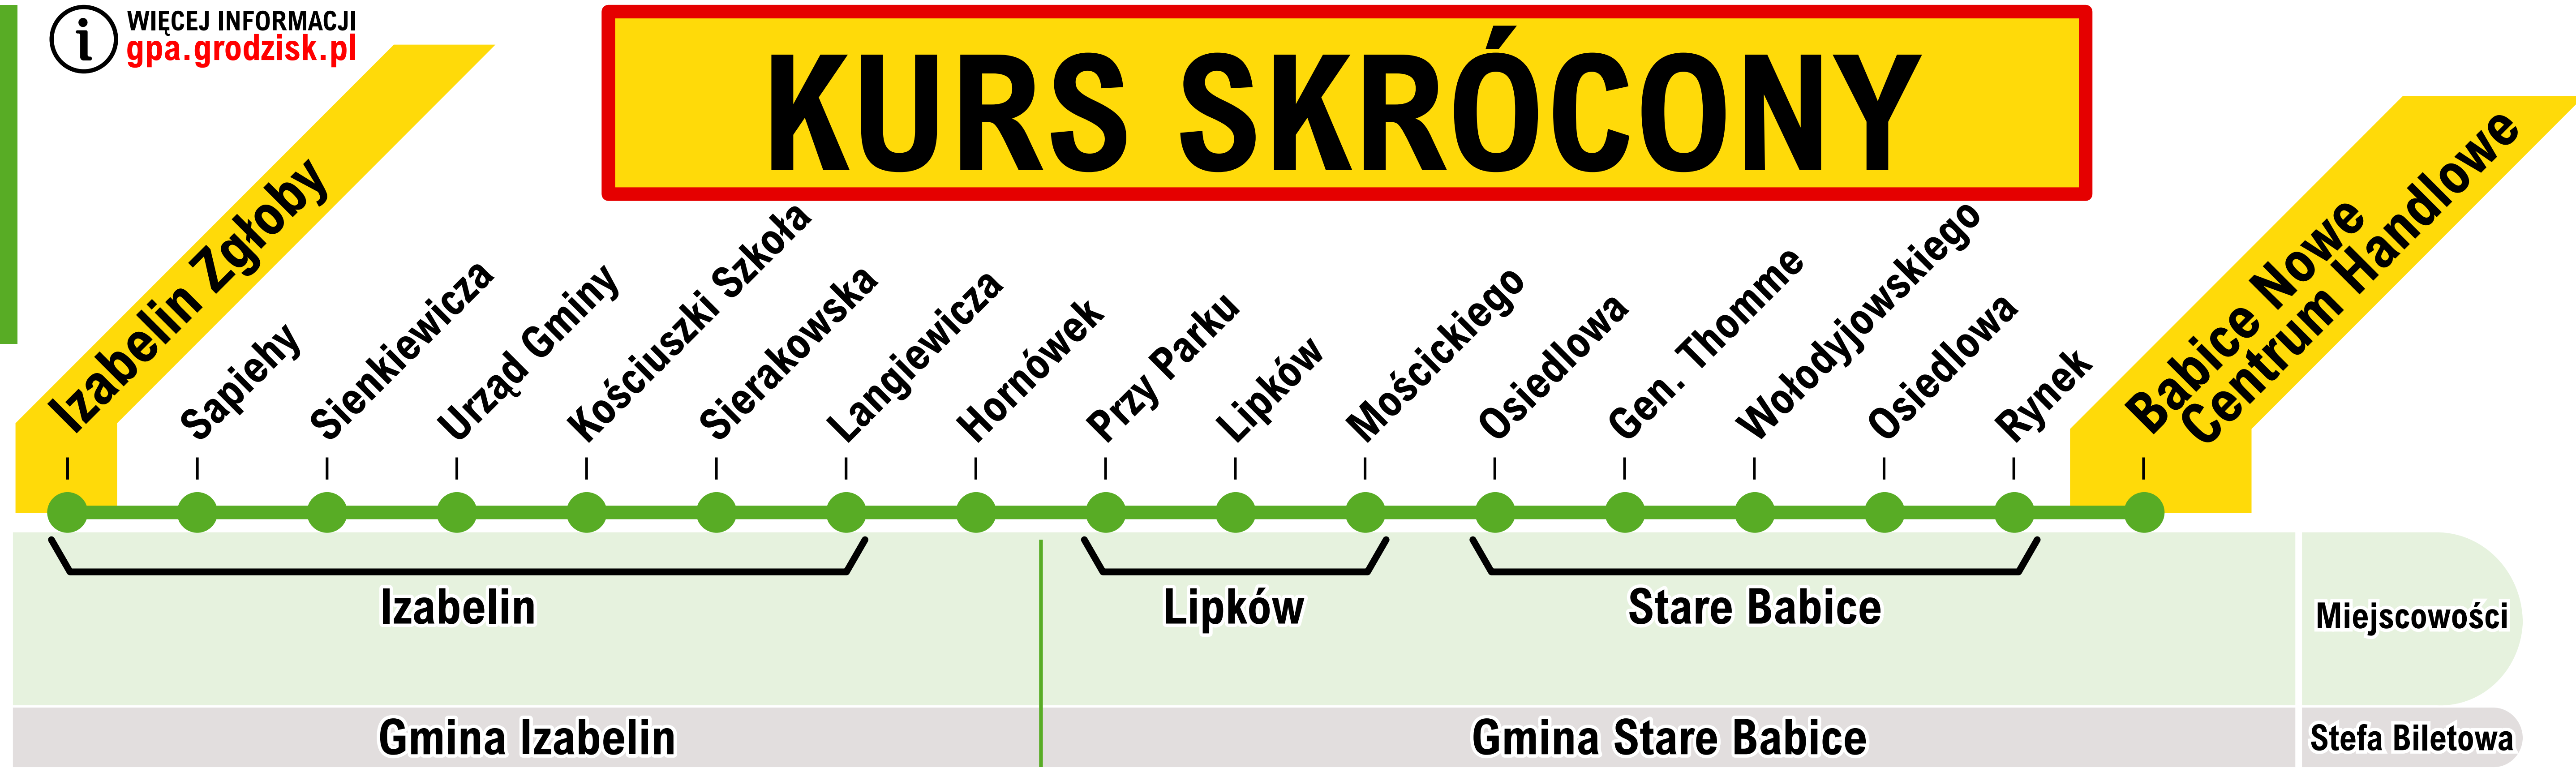 WIĘCEJ INFORMACJI
gpa.grodzisk.pl
KURS SKRÓCONY
Izabelin Zgłoby
Sapiehy
Sienkiewicza
Urząd Gminy
Kościuszki Szkoła
Sierakowska
Langiewicza
Hornówek
Przy Parku
Lipków
Mościckiego
Osiedlowa
Gen. Thomme
Wołodyjowskiego
Osiedlowa
Rynek
Babice Nowe
Centrum Handlowe
Izabelin
Lipków
Stare Babice
Miejscowości
Gmina Izabelin
Gmina Stare Babice
Stefa Biletowa